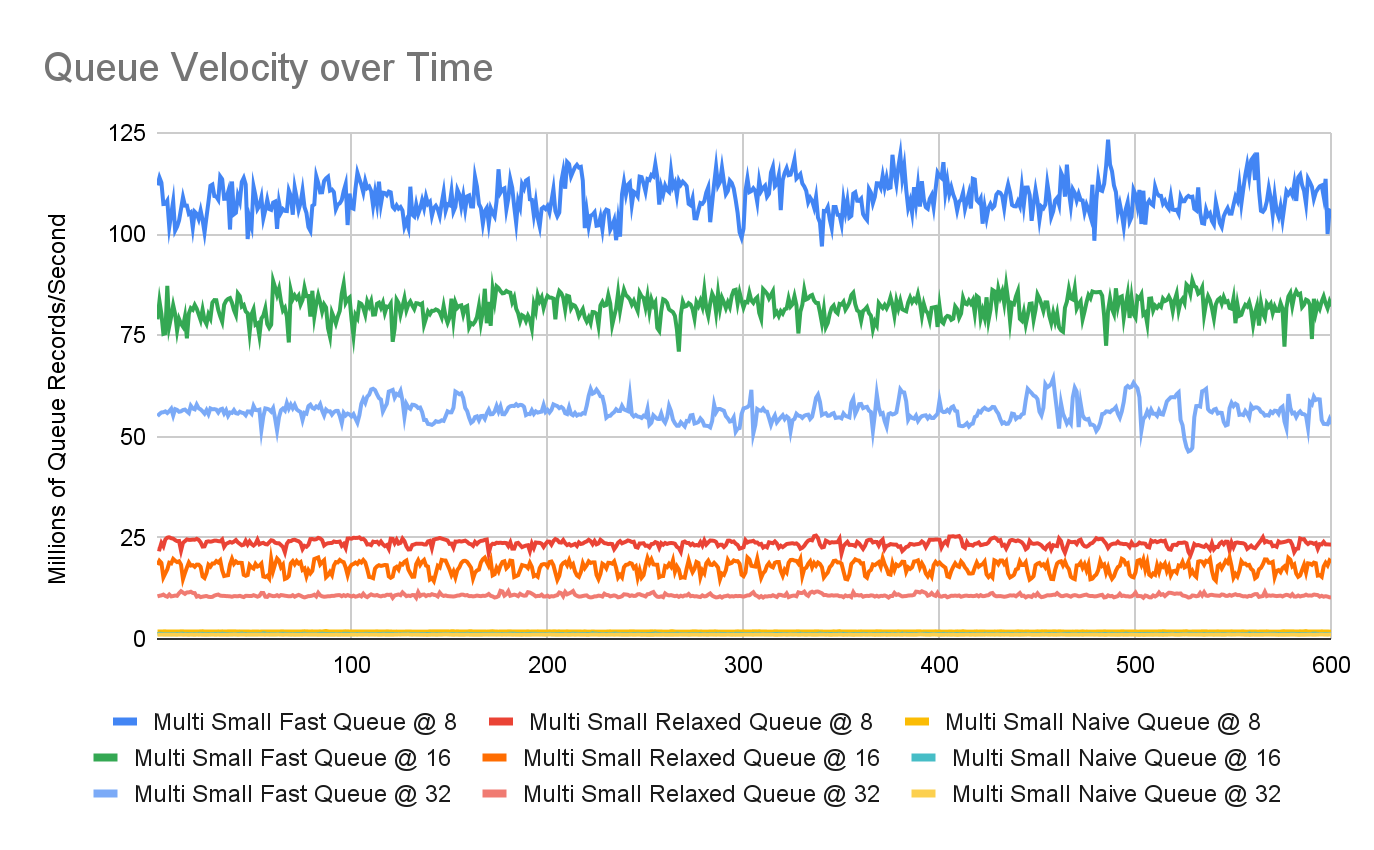 Queue Velocity over Time
Millions of Queue Records/Second
125
100
75
50
25
0
100 200 300 400 500 600
Multi Small Fast Queue @ 8 Multi Small Relaxed Queue @ 8 Multi Small Naive Queue @ 8
Multi Small Fast Queue @ 16 Multi Small Relaxed Queue @ 16 Multi Small Naive Queue @ 16
Multi Small Fast Queue @ 32 Multi Small Relaxed Queue @ 32 Multi Small Naive Queue @ 32